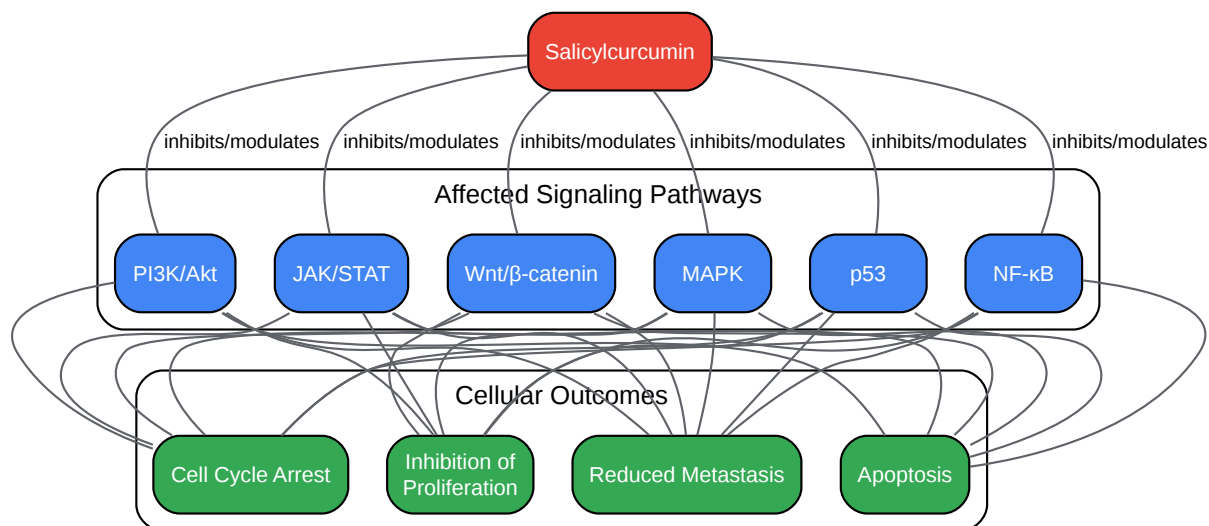 Salicylcurcumin
inhibits/modulates inhibits/modulates inhibits/modulates inhibits/modulates inhibits/modulates inhibits/modulates
Affected Signaling Pathways
PI3K/Akt JAK/STAT Wnt/β-catenin MAPK p53 NF-κB
Cellular Outcomes
Cell Cycle Arrest
Inhibition of
Proliferation
Reduced Metastasis
Apoptosis